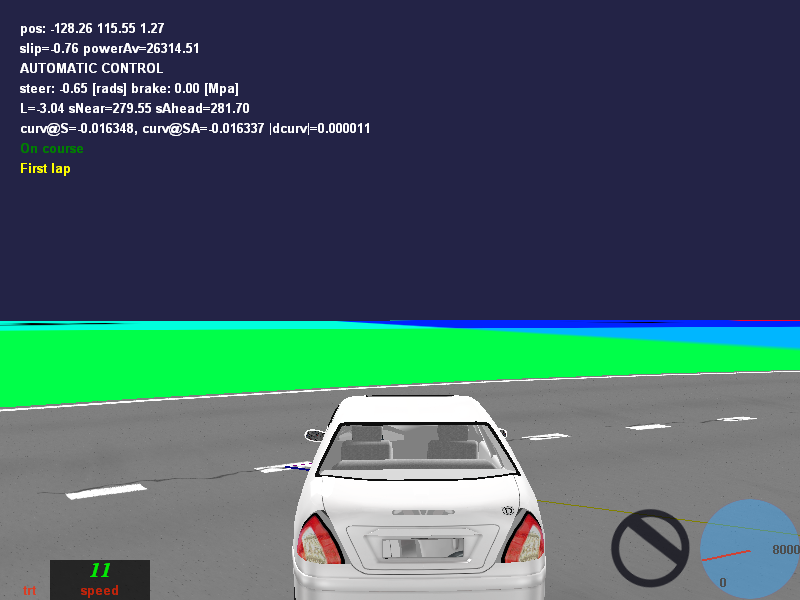 pos: -128.26 115.55 1.27
slip=-0.76 powerAv=26314.51
AUTOMATIC CONTROL
steer: -0.65 [rads] brake: 0.00 [Mpa]
L=-3.04 sNear=279.55 sAhead=281.70
curv@S=-0.016348, curv@SA=-0.016337 |dcurv|=0.000011
On course
First lap
8000
11
0
trt speed